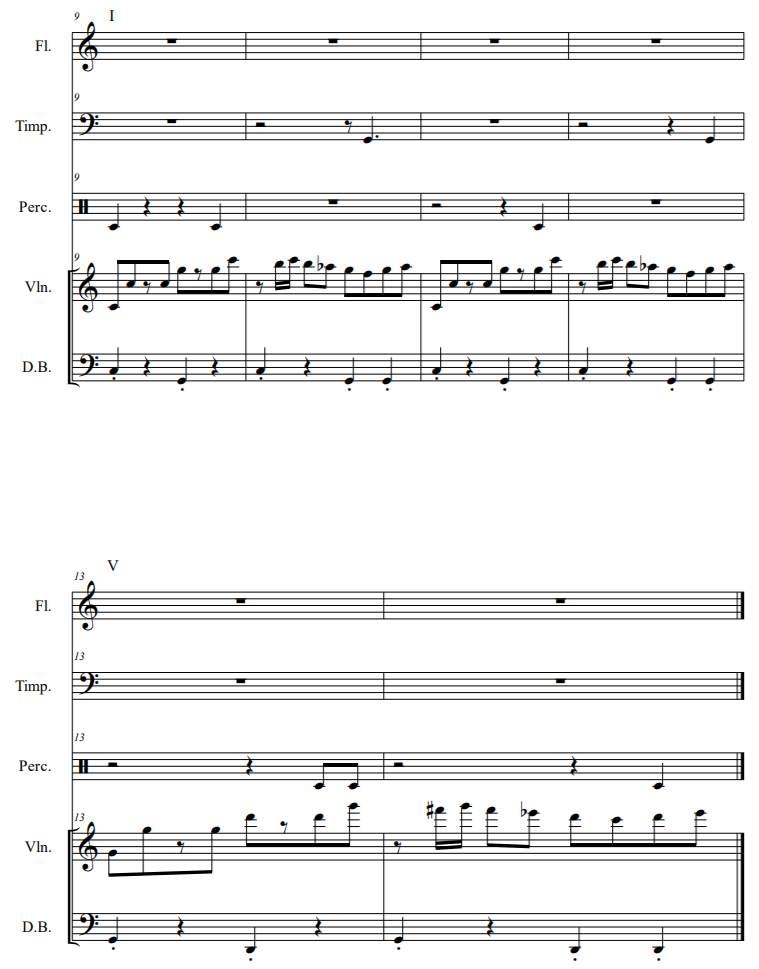 9 I
Fl.
9
Timp.
9
Perc.
9
Vln.
D.B.
V
13
Fl.
13
Timp.
13
Perc.
13
Vln.
D.B.